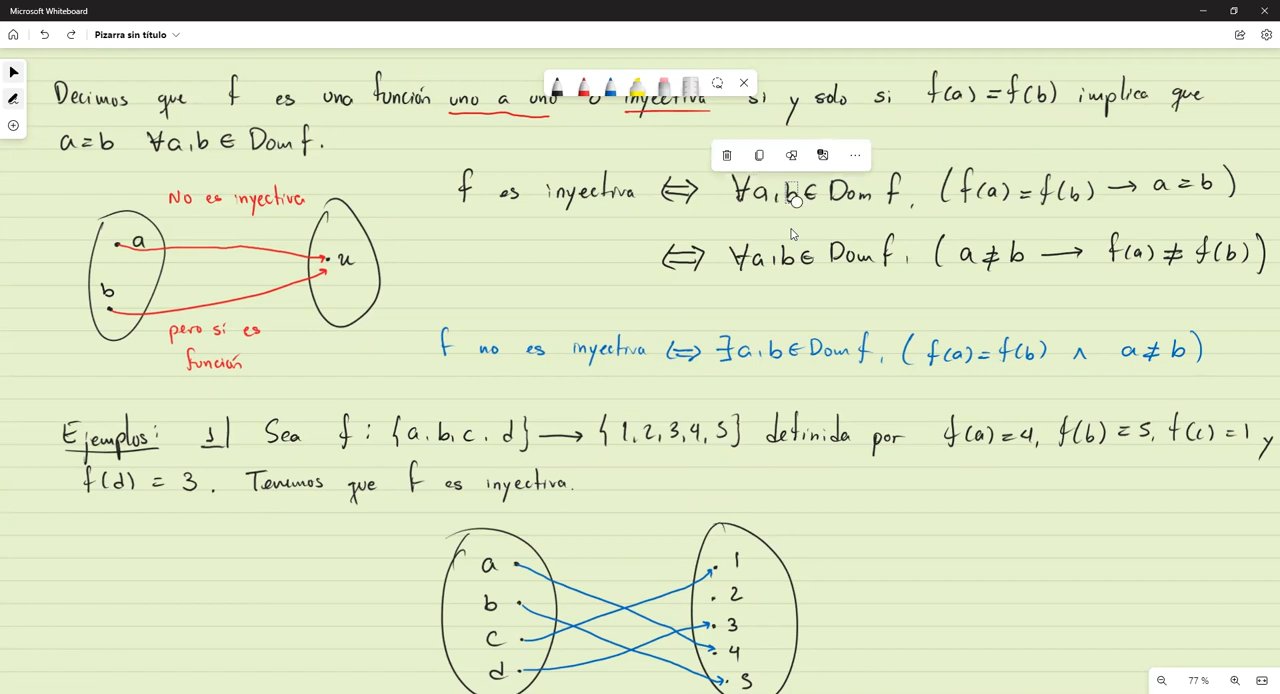 Microsoft Whiteboard
Pizarra sin título
Decimos que f es una función uno a uno o inyectiva si y solo si f(a) = f(b) implica que
a = b ∀a,b ∈ Dom f.
No es inyectiva
a
b
u
pero sí es
función
f es inyectiva ⇔ ∀a,b ∈ Dom f, (f(a) = f(b) → a = b)
⇔ ∀a,b ∈ Dom f, (a ≠ b → f(a) ≠ f(b))
f no es inyectiva ⇔ ∃a,b ∈ Dom f, (f(a) = f(b) ∧ a ≠ b)
Ejemplos: 1) Sea f: {a,b,c,d} → {1,2,3,4,5} definida por f(a) = 4, f(b) = 5, f(c) = 1 y
f(d) = 3. Tenemos que f es inyectiva.
a
b
c
d
1
2
3
4
5
77 %